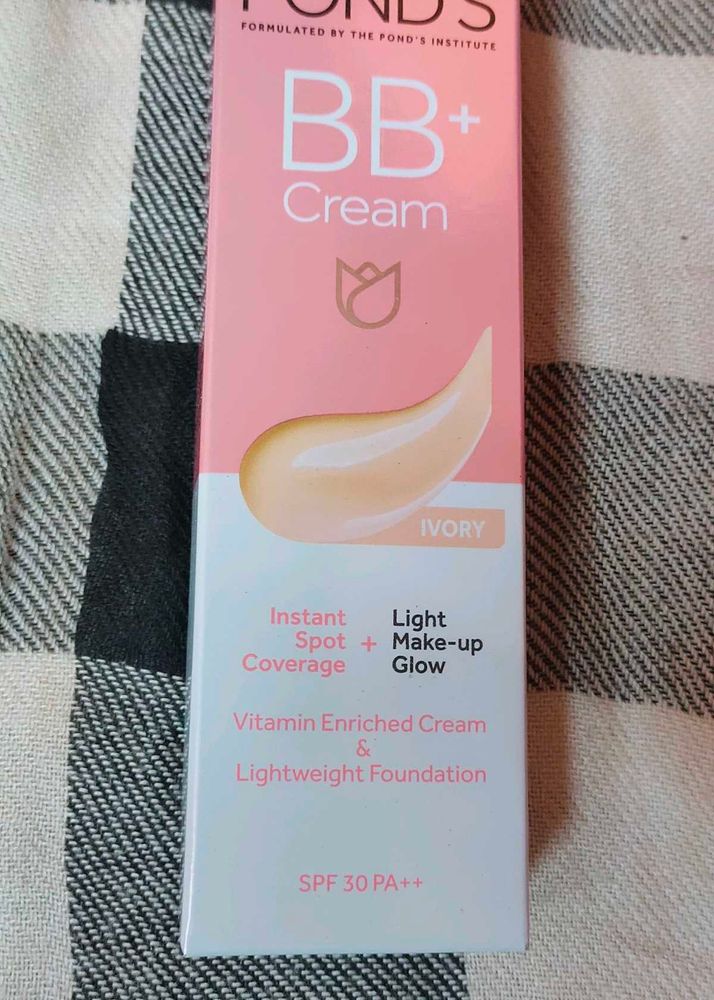 POND'S
FORMULATED BY THE POND'S INSTITUTE
BB+
Cream
IVORY
Instant
Spot
Coverage
+
Light
Make-up
Glow
Vitamin Enriched Cream
&
Lightweight Foundation
SPF 30 PA++